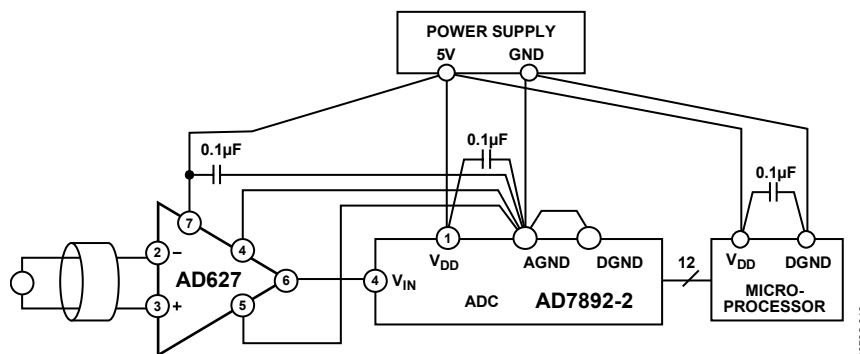 POWER SUPPLY
5V GND
0.1µF
0.1µF
0.1µF
7
4
1
2 –
AD627
6
4 VIN
VDD
AGND
DGND
12
VDD
DGND
3 +
5
ADC
AD7892-2
MICRO-
PROCESSOR